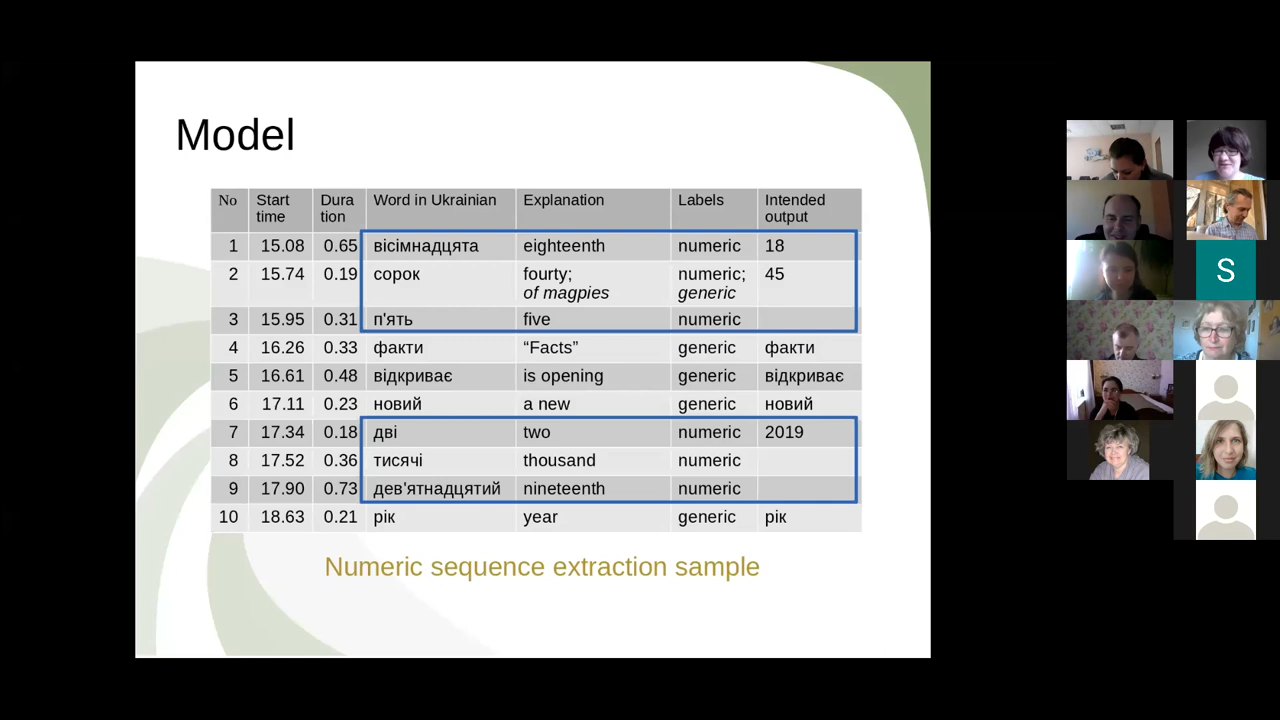 Model
No Start time Duration Word in Ukrainian Explanation Labels Intended output
1 15.08 0.65 вісімнадцята eighteenth numeric 18
2 15.74 0.19 сорок fourty; of magpies numeric; generic 45
3 15.95 0.31 п'ять five numeric
4 16.26 0.33 факти “Facts” generic факти
5 16.61 0.48 відкриває is opening generic відкриває
6 17.11 0.23 новий a new generic новий
7 17.34 0.18 дві two numeric 2019
8 17.52 0.36 тисячі thousand numeric
9 17.90 0.73 дев'ятнадцятий nineteenth numeric
10 18.63 0.21 рік year generic рік
Numeric sequence extraction sample
S